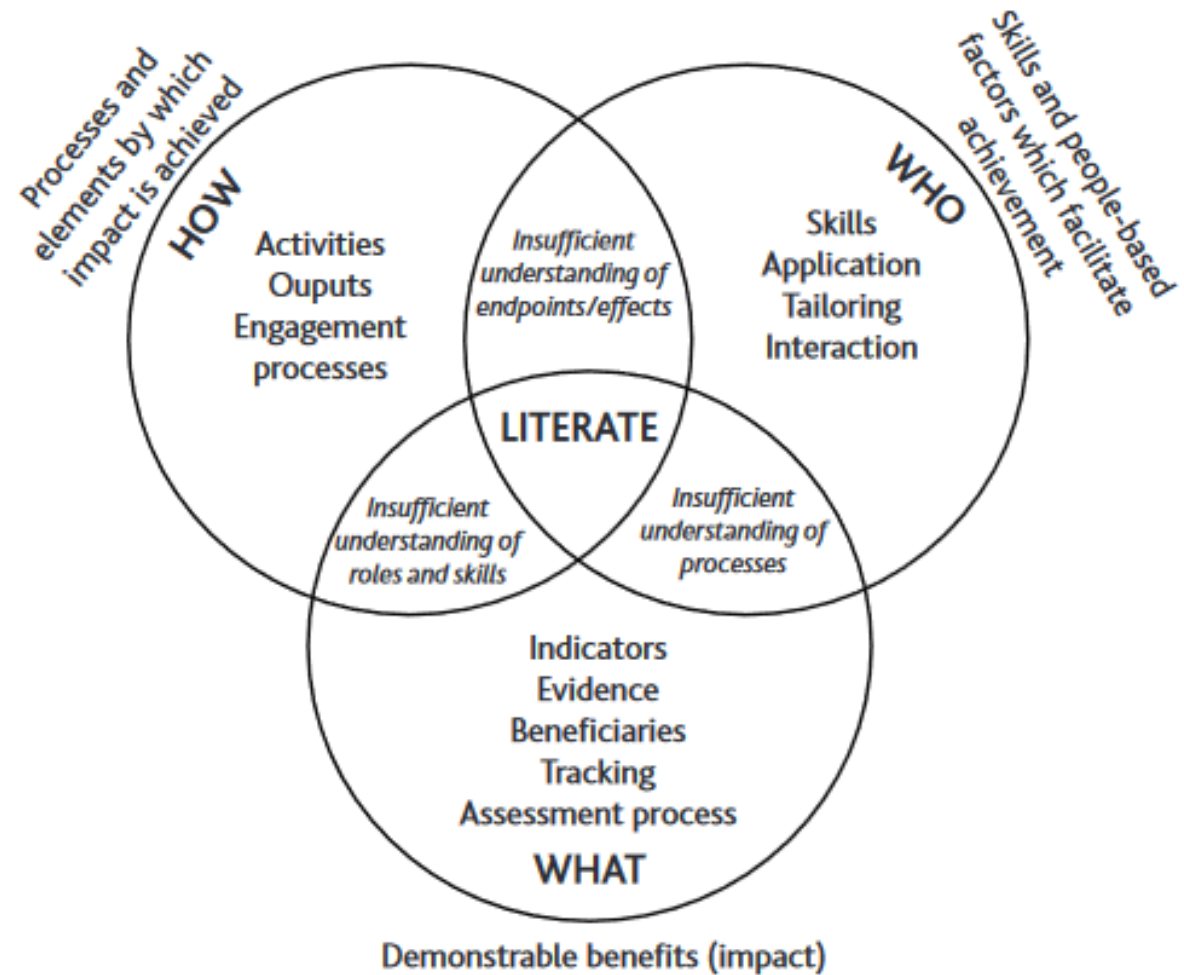 Processes and
elements by which
impact is achieved
HOW
Activities
Ouputs
Engagement
processes
Insufficient
understanding of
endpoints/effects
Skills and people-based
factors which facilitate
achievement
WHO
Skills
Application
Tailoring
Interaction
LITERATE
Insufficient
understanding of
roles and skills
Insufficient
understanding of
processes
Indicators
Evidence
Beneficiaries
Tracking
Assessment process
WHAT
Demonstrable benefits (impact)